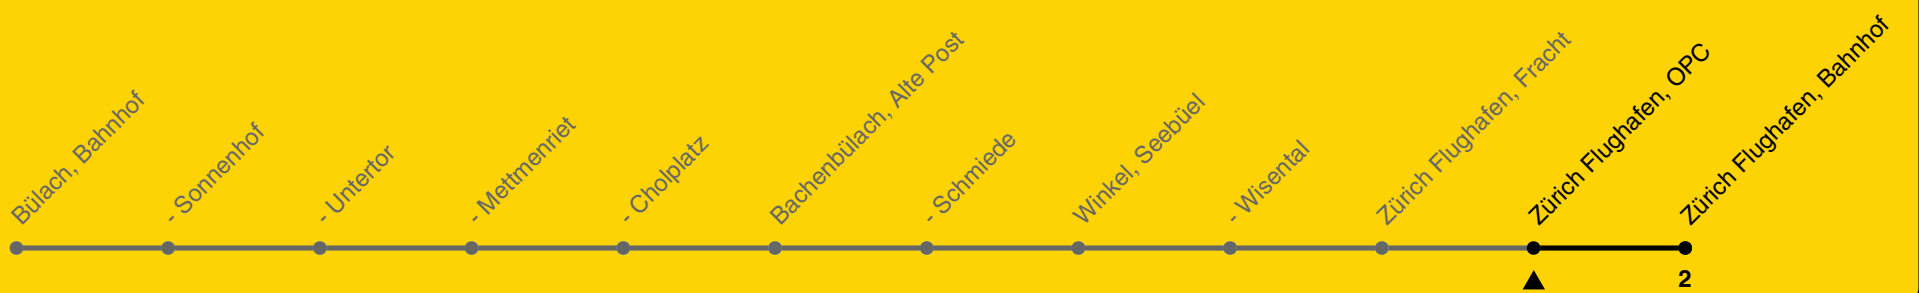 Bülach, Bahnhof
- Sonnenhof
- Untertor
- Mettmenriet
- Cholplatz
Bachenbülach, Alte Post
- Schmiede
Winkel, Seebüel
- Wisental
Zürich Flughafen, Fracht
Zürich Flughafen, OPC
Zürich Flughafen, Bahnhof
2